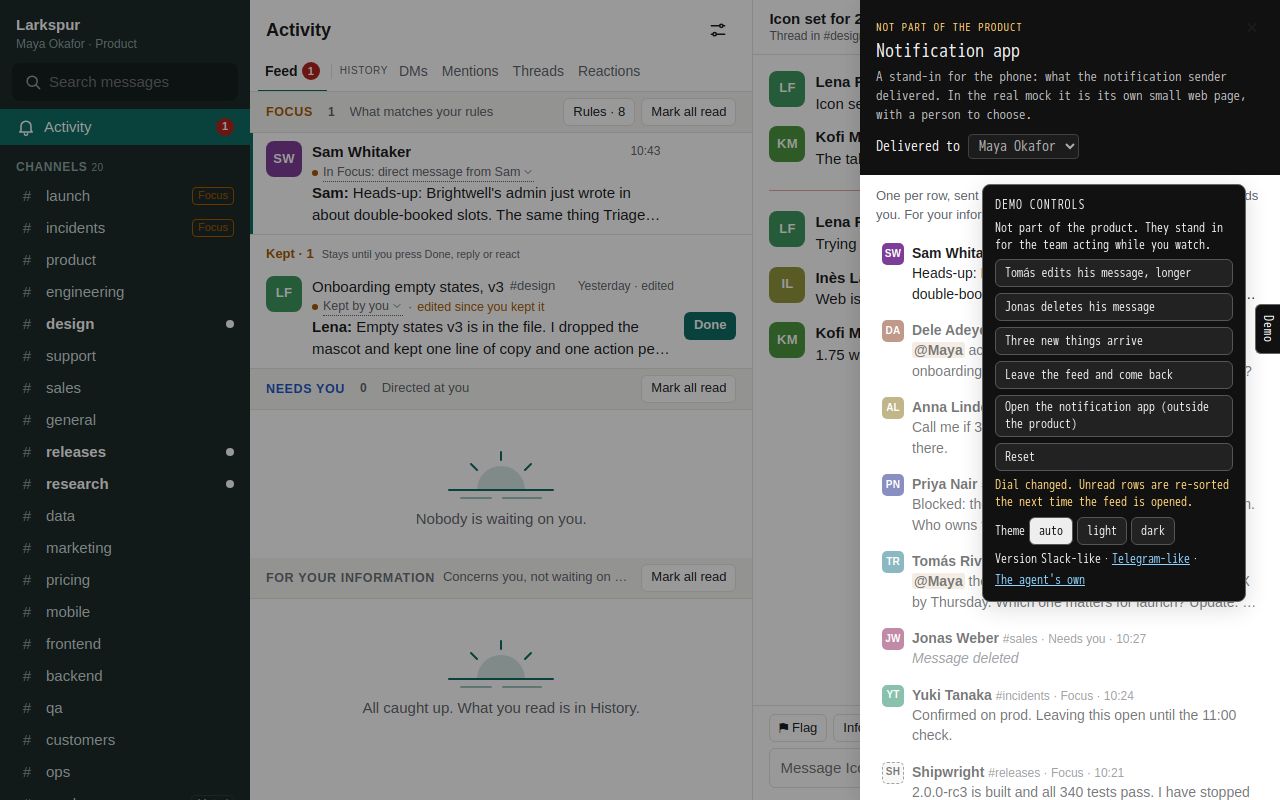 Larkspur
Maya Okafor · Product
Search messages
Activity
1
CHANNELS 20
# launch Focus
# incidents Focus
# product
# engineering
# design
# support
# sales
# general
# releases
# research
# data
# marketing
# pricing
# mobile
# frontend
# backend
# qa
# customers
# ops
Activity
Feed 1 HISTORY DMs Mentions Threads Reactions
FOCUS 1 What matches your rules Rules · 8 Mark all read
SW
Sam Whitaker 10:43
In Focus: direct message from Sam
Sam: Heads-up: Brightwell's admin just wrote in
about double-booked slots. The same thing Triage…
Kept · 1 Stays until you press Done, reply or react
LF
Onboarding empty states, v3 #design Yesterday · edited
Kept by you · edited since you kept it
Lena: Empty states v3 is in the file. I dropped the
mascot and kept one line of copy and one action pe…
Done
NEEDS YOU 0 Directed at you Mark all read
Nobody is waiting on you.
FOR YOUR INFORMATION Concerns you, not waiting on … Mark all read
All caught up. What you read is in History.
Icon set for 2
Thread in #desig
LF
Lena F
Icon se
KM
Kofi M
The tal
LF
Lena F
Trying
IL
Inès L
Web is
KM
Kofi M
1.75 w
Flag Info
Message Ico
NOT PART OF THE PRODUCT
Notification app
A stand-in for the phone: what the notification sender
delivered. In the real mock it is its own small web page,
with a person to choose.
Delivered to Maya Okafor
One per row, sent ds
you. For your infor
SW
Sam Whita
Heads-up:
double-boo …
DA
Dele Adeye
@Maya ac
onboarding ?
AL
Anna Linde
Call me if 3
there.
PN
Priya Nair
Blocked: th n.
Who owns
TR
Tomás Riv
@Maya the X
by Thursday. Which one matters for launch? Update: …
JW
Jonas Weber #sales · Needs you · 10:27
Message deleted
YT
Yuki Tanaka #incidents · Focus · 10:24
Confirmed on prod. Leaving this open until the 11:00
check.
SH
Shipwright #releases · Focus · 10:21
2.0.0-rc3 is built and all 340 tests pass. I have stopped
DEMO CONTROLS
Not part of the product. They stand in
for the team acting while you watch.
Tomás edits his message, longer
Jonas deletes his message
Three new things arrive
Leave the feed and come back
Open the notification app (outside
the product)
Reset
Dial changed. Unread rows are re-sorted
the next time the feed is opened.
Theme auto light dark
Version Slack-like · Telegram-like ·
The agent's own
Demo